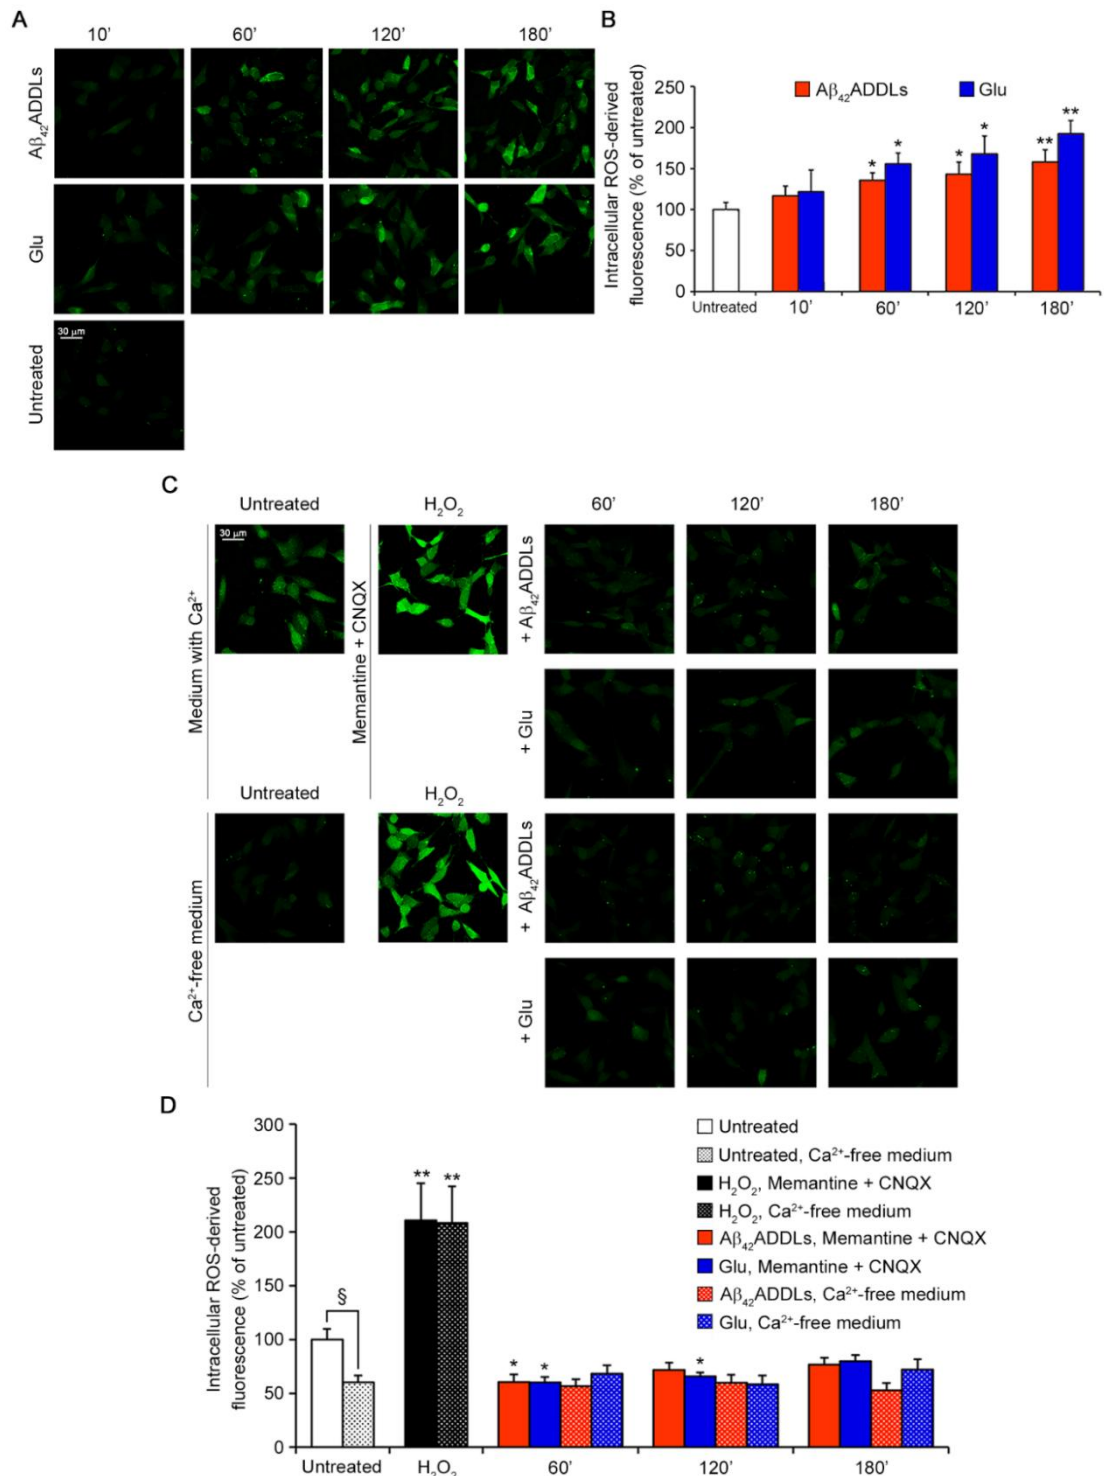 A
10’ 60’ 120’ 180’
Aβ42ADDLs
Glu
Untreated
30 µm
B
Aβ42ADDLs Glu
Intracellular ROS-derived
fluorescence (% of untreated)
250
200
150
100
50
0
* * * * ** **
Untreated 10’ 60’ 120’ 180’
C
Untreated H2O2 60’ 120’ 180’
30 µm
Medium with Ca2+
Memantine + CNQX
+ Aβ42ADDLs
+ Glu
Untreated H2O2
Ca2+-free medium
+ Aβ42ADDLs
+ Glu
D
Intracellular ROS-derived
fluorescence (% of untreated)
300
250
200
150
100
50
0
§
** **
* *
*
Untreated
Untreated, Ca2+-free medium
H2O2, Memantine + CNQX
H2O2, Ca2+-free medium
Aβ42ADDLs, Memantine + CNQX
Glu, Memantine + CNQX
Aβ42ADDLs, Ca2+-free medium
Glu, Ca2+-free medium
Untreated H2O2 60’ 120’ 180’